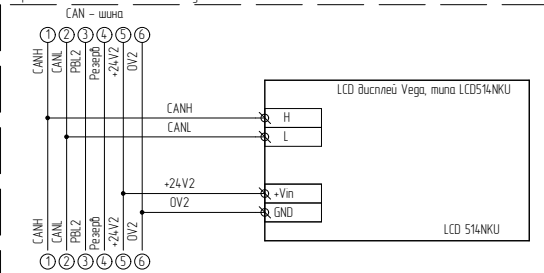 CAN – шина
1 2 3 4 5 6
CANH
CANL
PBL2
Резерв
+24V2
0V2
LCD дисплей Vega, типа LCD514NKU
CANH
H
CANL
L
+24V2
+Vin
0V2
GND
LCD 514NKU
CANH
CANL
PBL2
Резерв
+24V2
0V2
1 2 3 4 5 6